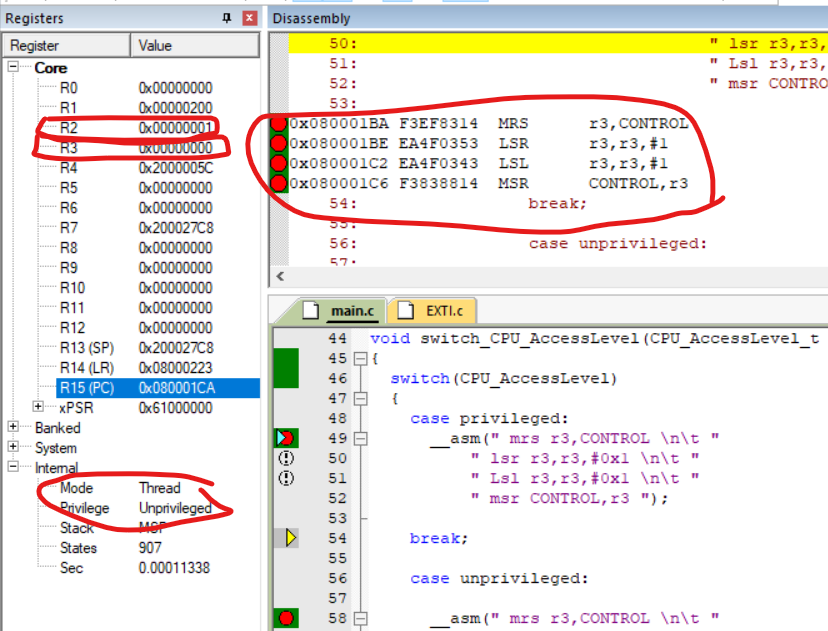 Registers
Register Value
Core
R0 0x00000000
R1 0x00000200
R2 0x00000001
R3 0x00000000
R4 0x2000005C
R5 0x00000000
R6 0x00000000
R7 0x200027C8
R8 0x00000000
R9 0x00000000
R10 0x00000000
R11 0x00000000
R12 0x00000000
R13 (SP) 0x200027C8
R14 (LR) 0x08000223
R15 (PC) 0x080001CA
xPSR 0x61000000
Banked
System
Internal
Mode Thread
Privilege Unprivileged
Stack MSP
States 907
Sec 0.00011338
Disassembly
50: " lsr r3,r3,
51: " Lsl r3,r3,
52: " msr CONTRO
53:
0x080001BA F3EF8314 MRS r3,CONTROL
0x080001BE EA4F0353 LSR r3,r3,#1
0x080001C2 EA4F0343 LSL r3,r3,#1
0x080001C6 F3838814 MSR CONTROL,r3
54: break;
55:
56: case unprivileged:
57:
main.c EXTI.c
44 void switch_CPU_AccessLevel(CPU_AccessLevel_t
45 {
46 switch(CPU_AccessLevel)
47 {
48 case privileged:
49 __asm(" mrs r3,CONTROL \n\t "
50 " lsr r3,r3,#0x1 \n\t "
51 " Lsl r3,r3,#0x1 \n\t "
52 " msr CONTROL,r3 ");
53
54 break;
55
56 case unprivileged:
57
58 __asm(" mrs r3,CONTROL \n\t "